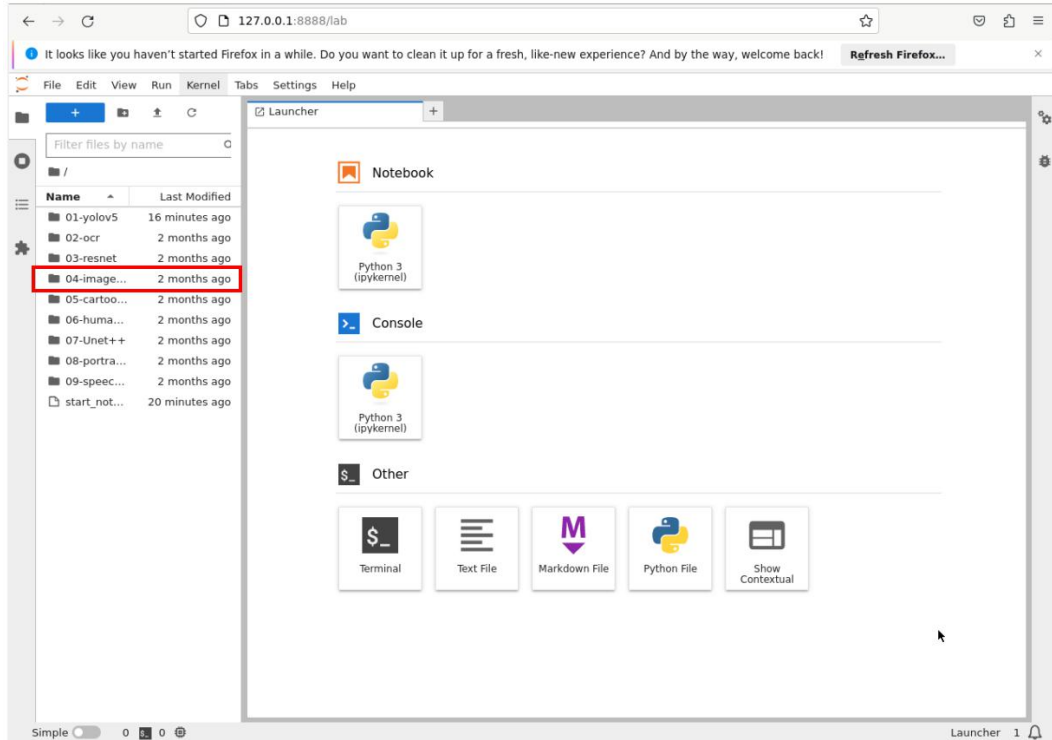 127.0.0.1:8888/lab
It looks like you haven't started Firefox in a while. Do you want to clean it up for a fresh, like-new experience? And by the way, welcome back! Refresh Firefox...
File Edit View Run Kernel Tabs Settings Help
Launcher
Filter files by name
/
Name Last Modified
01-yolov5 16 minutes ago
02-ocr 2 months ago
03-resnet 2 months ago
04-image... 2 months ago
05-cartoo... 2 months ago
06-huma... 2 months ago
07-Unet++ 2 months ago
08-portra... 2 months ago
09-speec... 2 months ago
start_not... 20 minutes ago
Notebook
Python 3
(ipykernel)
Console
Python 3
(ipykernel)
$_ Other
$_
Terminal
Text File
M
Markdown File
Python File
Show
Contextual
Simple 0 $_ 0
Launcher 1